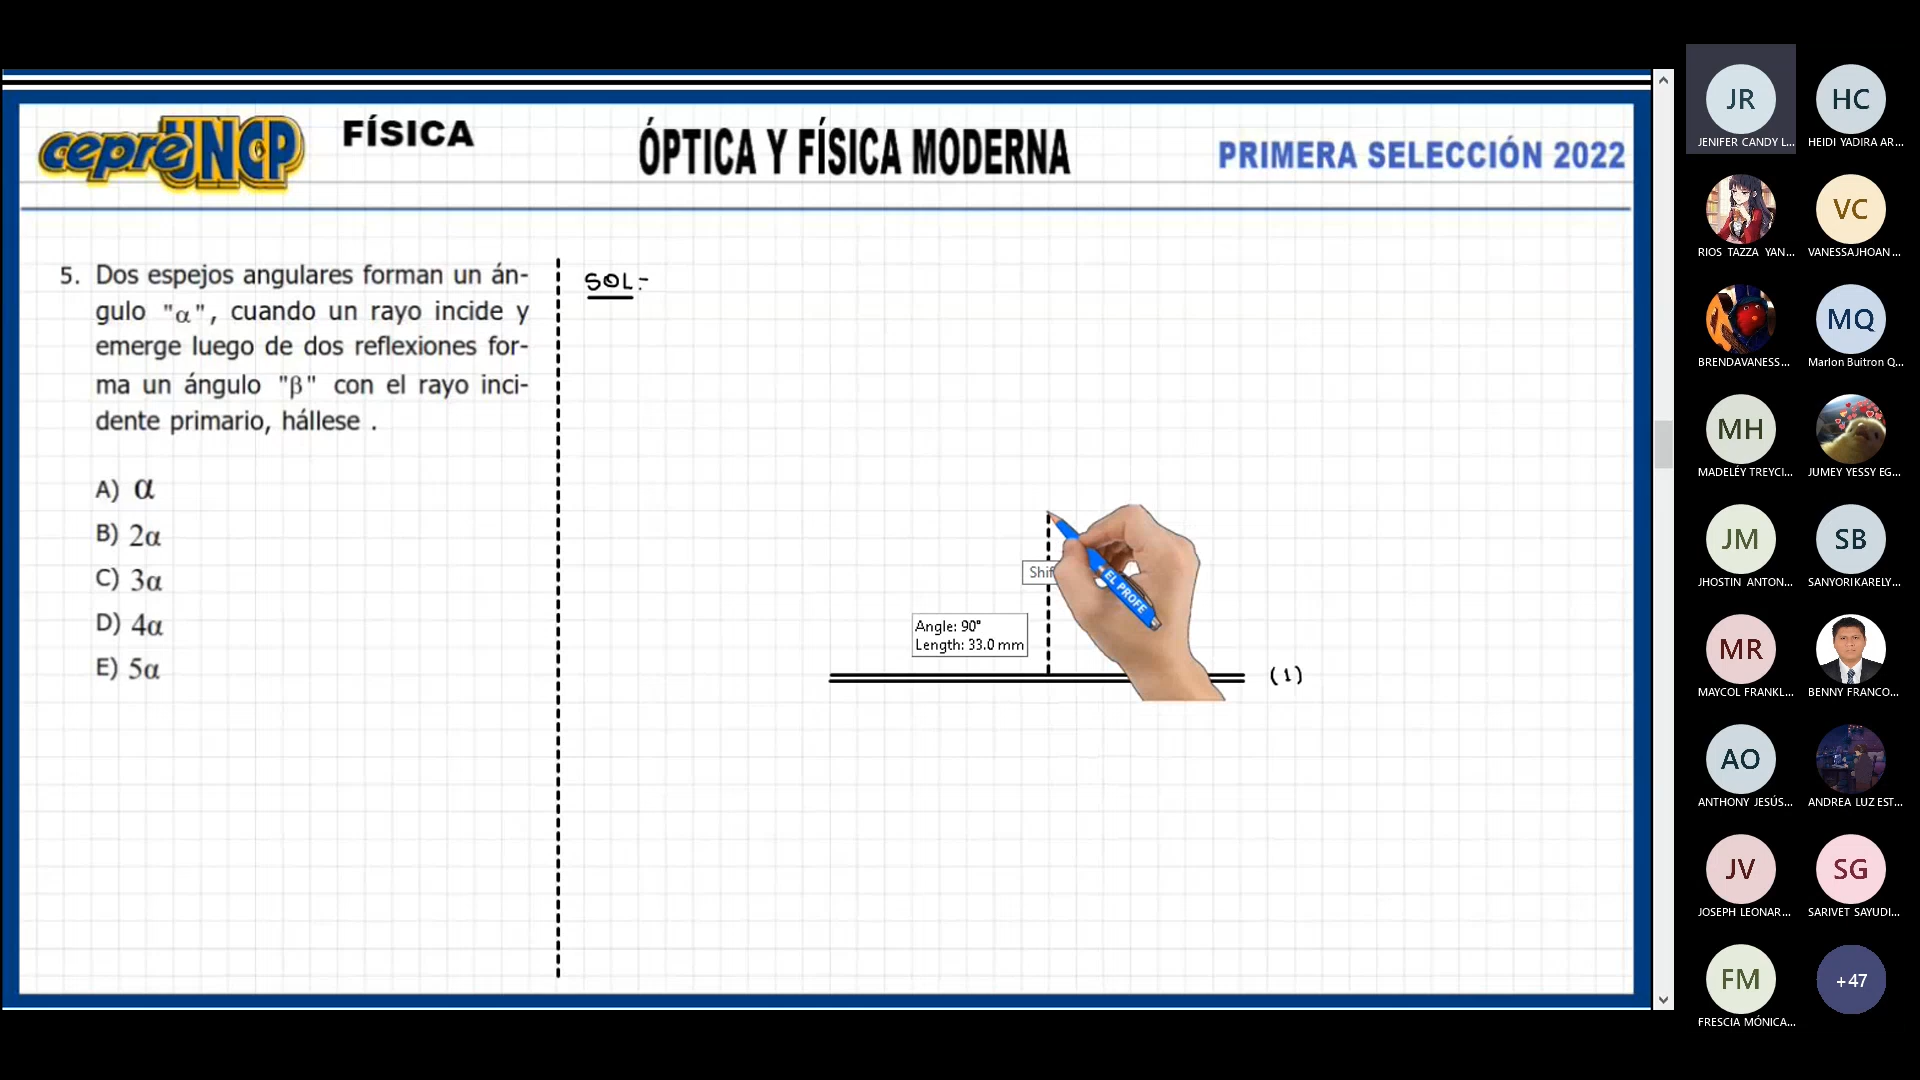 cepreUNCP
FÍSICA
ÓPTICA Y FÍSICA MODERNA
PRIMERA SELECCIÓN 2022
5. Dos espejos angulares forman un án-
gulo "α", cuando un rayo incide y
emerge luego de dos reflexiones for-
ma un ángulo "β" con el rayo inci-
dente primario, hállese .
A) α
B) 2α
C) 3α
D) 4α
E) 5α
SOL:-
Shif
EL PROFE
Angle: 90°
Length: 33.0 mm
(1)
JR
JENIFER CANDY L...
HC
HEIDI YADIRA AR...
RIOS TAZZA YAN...
VC
VANESSAJHOAN...
BRENDAVANESS...
MQ
Marlon Buitron Q...
MH
MADELÉY TREYCI...
JUMEY YESSY EG...
JM
JHOSTIN ANTON...
SB
SANYORIKARELY...
MR
MAYCOL FRANKL...
BENNY FRANCO...
AO
ANTHONY JESÚS...
ANDREA LUZ EST...
JV
JOSEPH LEONAR...
SG
SARIVET SAYUDI...
FM
FRESCIA MÓNICA...
+47